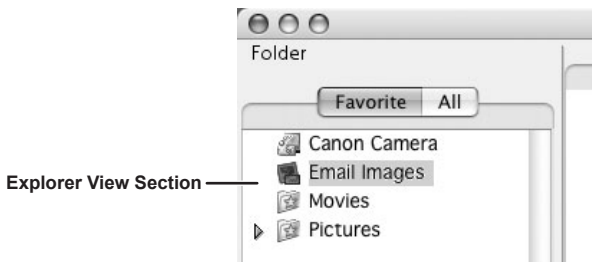 Folder
Favorite All
Canon Camera
Email Images
Explorer View Section
Movies
Pictures